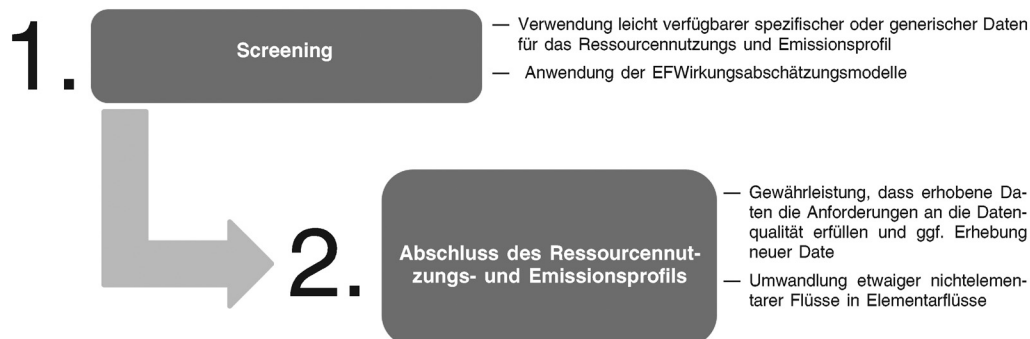 1.
Screening
— Verwendung leicht verfügbarer spezifischer oder generischer Daten
für das Ressourcennutzungs und Emissionsprofil
— Anwendung der EFWirkungsabschätzungsmodelle
2.
Abschluss des Ressourcennut-
zungs- und Emissionsprofils
— Gewährleistung, dass erhobene Da-
ten die Anforderungen an die Daten-
qualität erfüllen und ggf. Erhebung
neuer Date
— Umwandlung etwaiger nichtelemen-
tarer Flüsse in Elementarflüsse